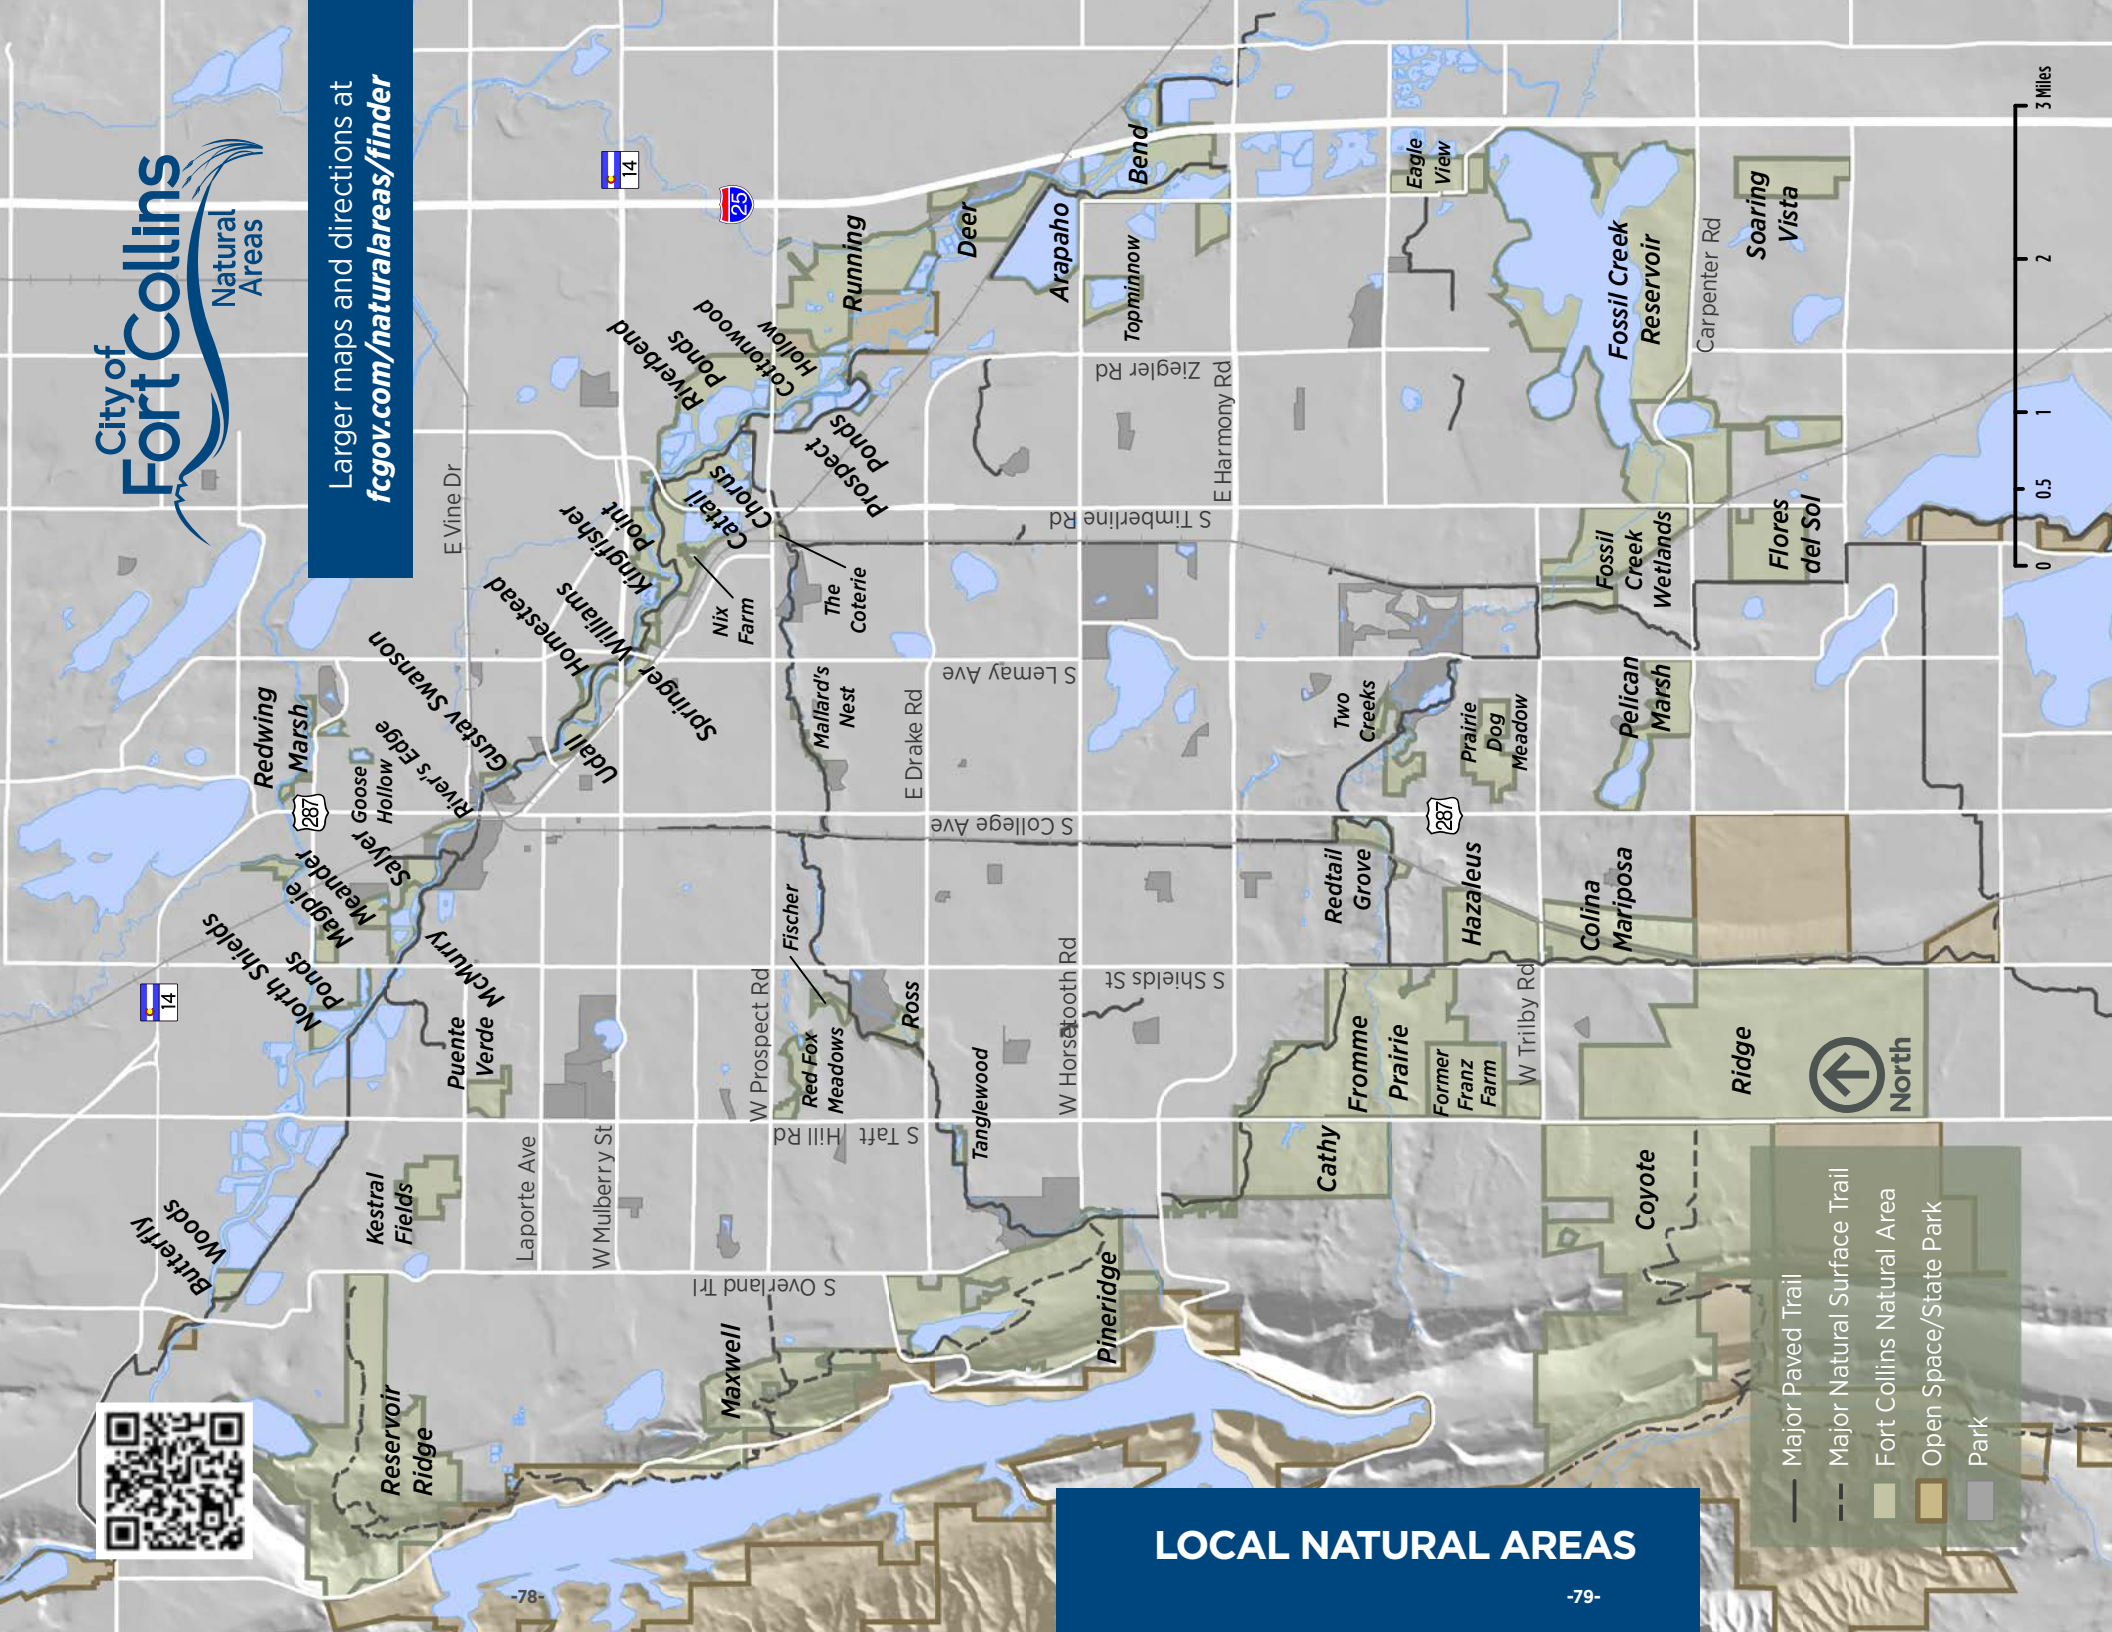 City of
Fort Collins
Natural
Areas
Larger maps and directions at
fcgov.com/naturalareas/finder
14
25
14
287
287
E Vine Dr
Laporte Ave
W Mulberry St
W Prospect Rd
E Drake Rd
W Horsetooth Rd
E Harmony Rd
W Trilby Rd
Carpenter Rd
S Overland Trl
S Taft Hill Rd
S Shields St
S College Ave
S Lemay Ave
S Timberline Rd
Ziegler Rd
Butterfly
Woods
Kestral
Fields
Reservoir
Ridge
Puente
Verde
North Shields
Ponds
McMurry
Magpie
Meander
Salyer
Goose
Hollow
Redwing
Marsh
River's Edge
Gustav Swanson
Udall
Homestead
Springer
Williams
Kingfisher
Point
Nix
Farm
Cattail
Chorus
The
Coterie
Riverbend
Ponds
Cottonwood
Hollow
Prospect
Ponds
Running
Deer
Arapaho
Bend
Topminnow
Eagle
View
Fossil Creek
Reservoir
Soaring
Vista
Flores
del Sol
Fossil
Creek
Wetlands
Pelican
Marsh
Prairie
Dog
Meadow
Two
Creeks
Mallard's
Nest
Fischer
Red Fox
Meadows
Ross
Tanglewood
Maxwell
Pineridge
Redtail
Grove
Hazaleus
Colina
Mariposa
Cathy
Fromme
Prairie
Former
Franz
Farm
Coyote
Ridge
North
0
0.5
1
2
3 Miles
Major Paved Trail
Major Natural Surface Trail
Fort Collins Natural Area
Open Space/State Park
Park
LOCAL NATURAL AREAS
-78-
-79-